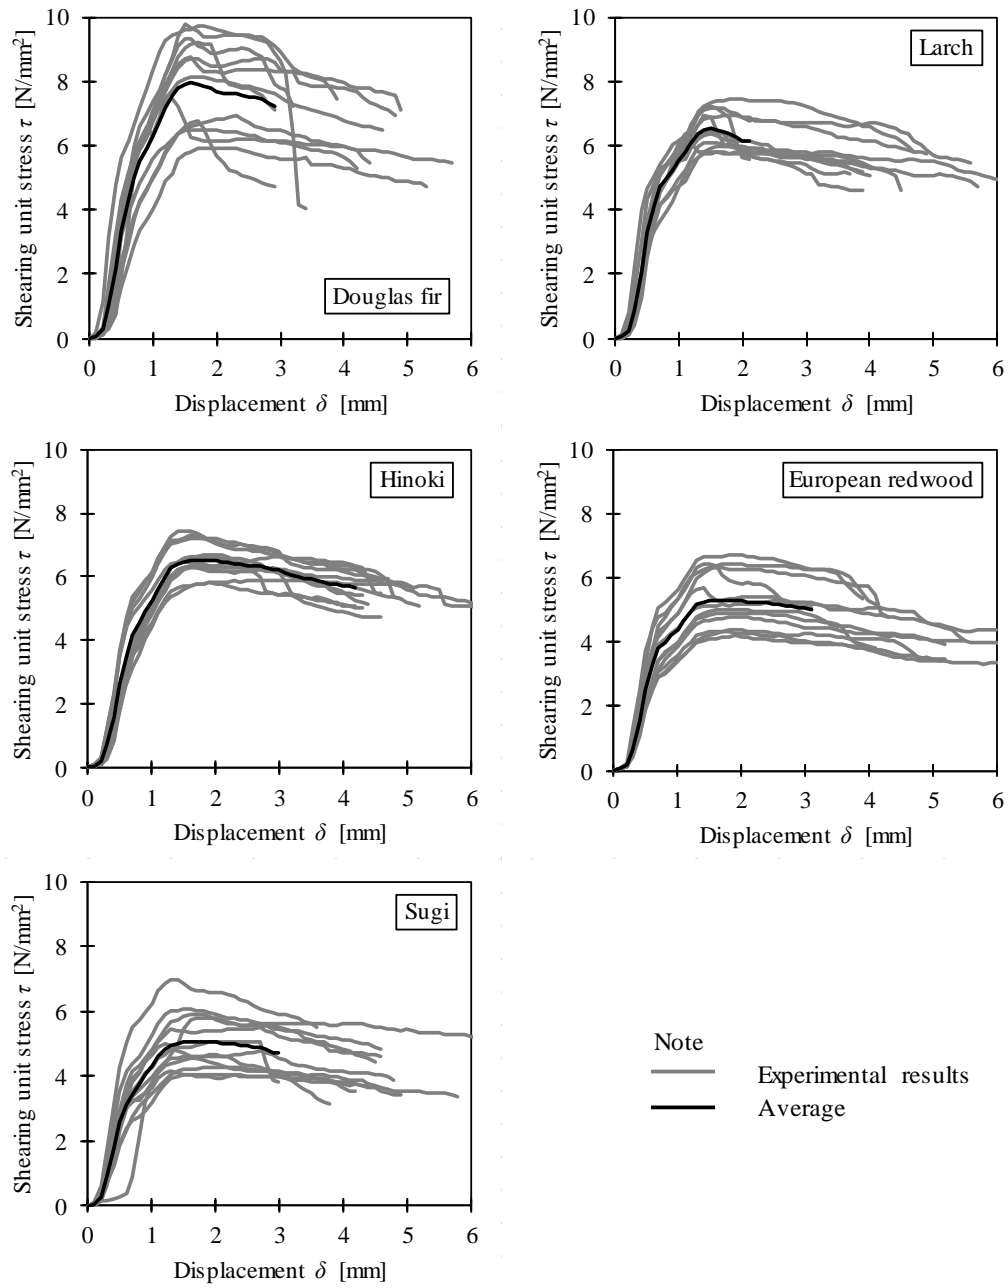 10
8
6
4
2
0
Shearing unit stress τ [N/mm²]
Douglas fir
0 1 2 3 4 5 6
Displacement δ [mm]
10
8
6
4
2
0
Shearing unit stress τ [N/mm²]
Larch
0 1 2 3 4 5 6
Displacement δ [mm]
10
8
6
4
2
0
Shearing unit stress τ [N/mm²]
Hinoki
0 1 2 3 4 5 6
Displacement δ [mm]
10
8
6
4
2
0
Shearing unit stress τ [N/mm²]
European redwood
0 1 2 3 4 5 6
Displacement δ [mm]
10
8
6
4
2
0
Shearing unit stress τ [N/mm²]
Sugi
0 1 2 3 4 5 6
Displacement δ [mm]
Note
Experimental results
Average